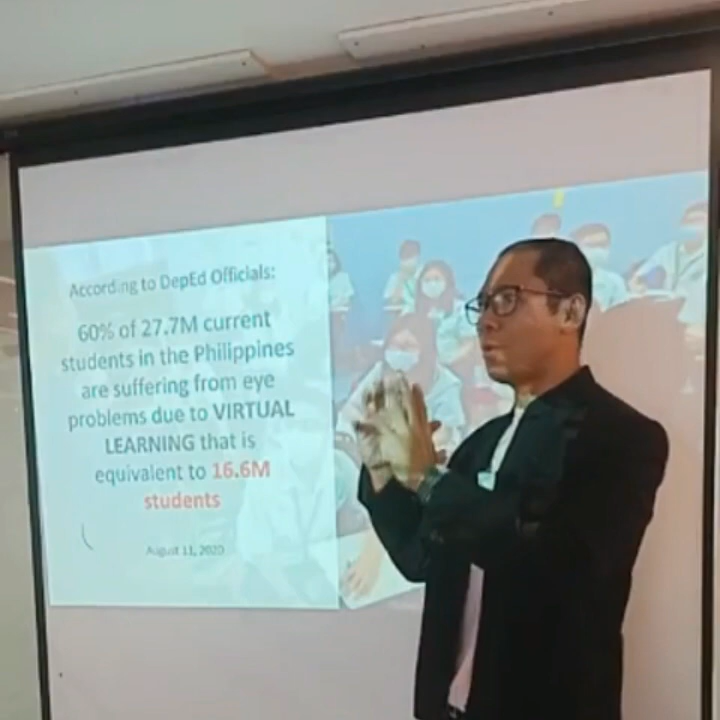 According to DepEd Officials:
60% of 27.7M current
students in the Philippines
are suffering from eye
problems due to VIRTUAL
LEARNING that is
equivalent to 16.6M
students
August 11, 2020